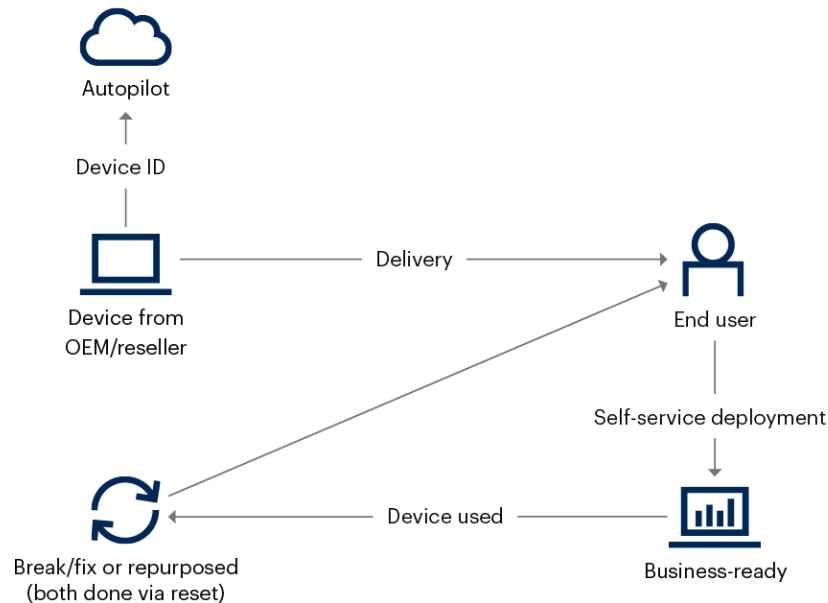 Autopilot
Device ID
Delivery
Device from
OEM/reseller
End user
Self-service deployment
Device used
Break/fix or repurposed
(both done via reset)
Business-ready